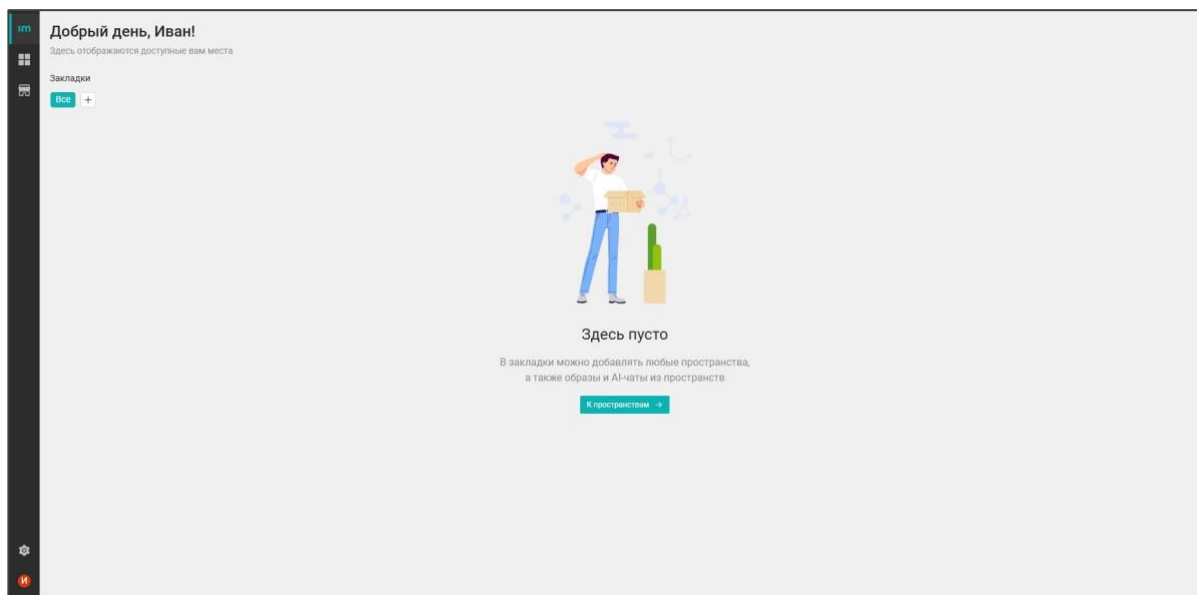 ım
Добрый день, Иван!
Здесь отображаются доступные вам места
Закладки
Все +
Здесь пусто
В закладки можно добавлять любые пространства,
а также образы и AI-чаты из пространств
К пространствам →
И